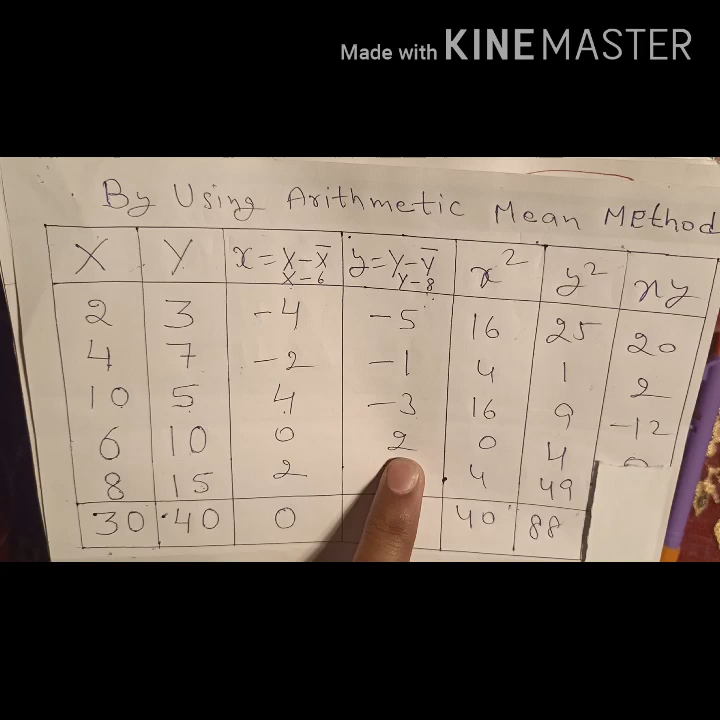 Made with KINEMASTER
By Using Arithmetic Mean Method
X Y x=X-X̅ y=Y-Y̅ x² y² xy
X-6 Y-8
2 3 -4 -5 16 25 20
4 7 -2 -1 4 1 2
10 5 4 -3 16 9 -12
6 10 0 2 0 4
8 15 2 4 49
30 40 0 40 88